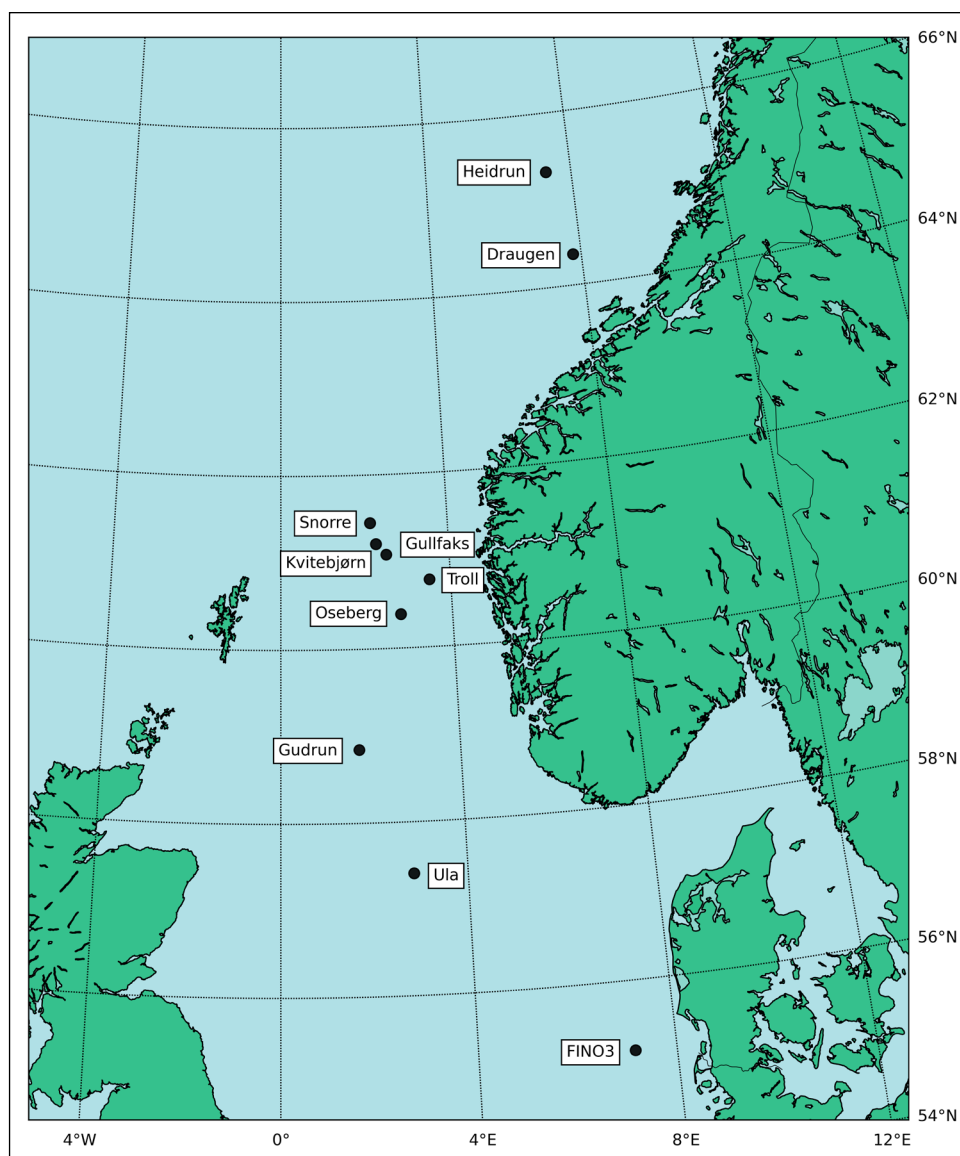 66°N
Heidrun
64°N
Draugen
62°N
Snorre
Gullfaks
Kvitebjørn
Troll
60°N
Oseberg
Gudrun
58°N
Ula
56°N
FINO3
54°N
4°W 0° 4°E 8°E 12°E